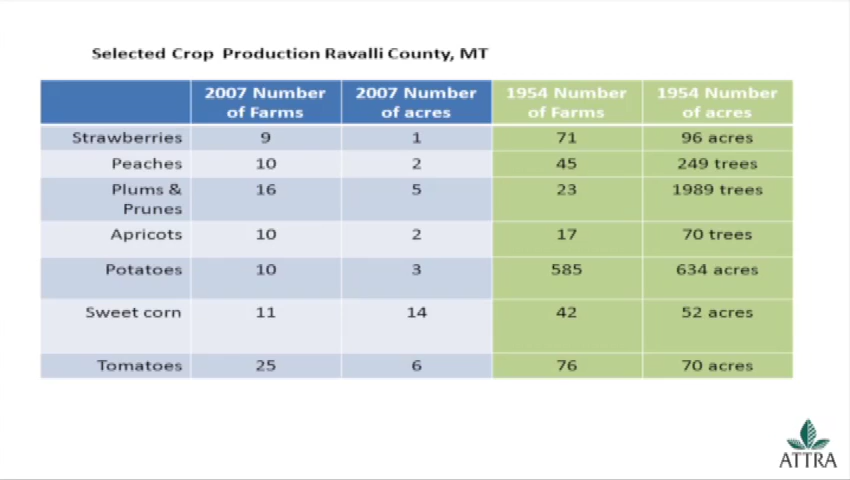 Selected Crop Production Ravalli County, MT
2007 Number of Farms 2007 Number of acres 1954 Number of Farms 1954 Number of acres
Strawberries 9 1 71 96 acres
Peaches 10 2 45 249 trees
Plums & Prunes 16 5 23 1989 trees
Apricots 10 2 17 70 trees
Potatoes 10 3 585 634 acres
Sweet corn 11 14 42 52 acres
Tomatoes 25 6 76 70 acres
ATTRA